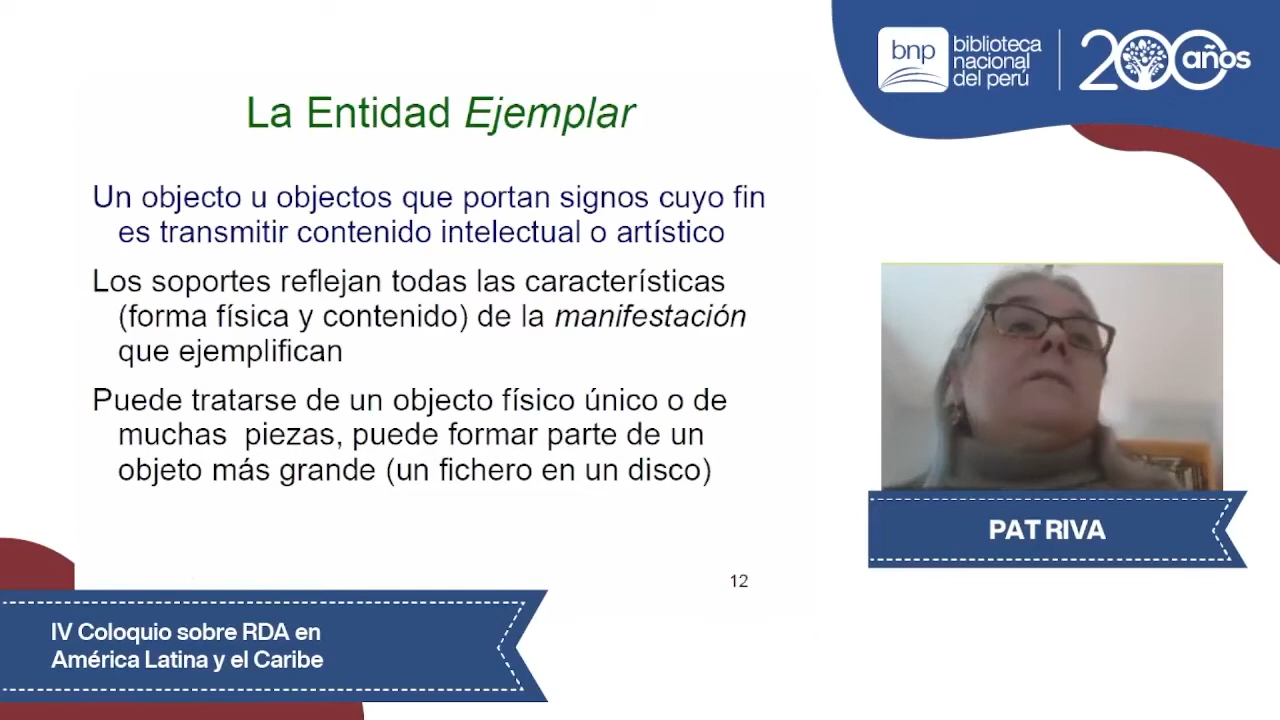 bnp
biblioteca
nacional
del perú
200 años
La Entidad Ejemplar
Un objecto u objectos que portan signos cuyo fin
es transmitir contenido intelectual o artístico
Los soportes reflejan todas las características
(forma física y contenido) de la manifestación
que ejemplifican
Puede tratarse de un objecto físico único o de
muchas piezas, puede formar parte de un
objeto más grande (un fichero en un disco)
12
PAT RIVA
IV Coloquio sobre RDA en
América Latina y el Caribe